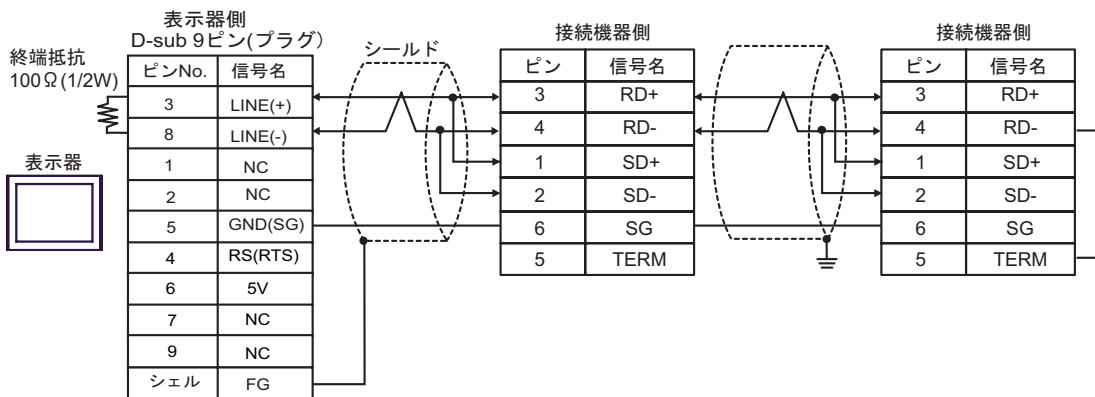 表示器側
D-sub 9ピン(プラグ)
終端抵抗
100Ω(1/2W)
表示器
シールド
ピンNo. 信号名
3 LINE(+)
8 LINE(-)
1 NC
2 NC
5 GND(SG)
4 RS(RTS)
6 5V
7 NC
9 NC
シェル FG
接続機器側
ピン 信号名
3 RD+
4 RD-
1 SD+
2 SD-
6 SG
5 TERM
接続機器側
ピン 信号名
3 RD+
4 RD-
1 SD+
2 SD-
6 SG
5 TERM